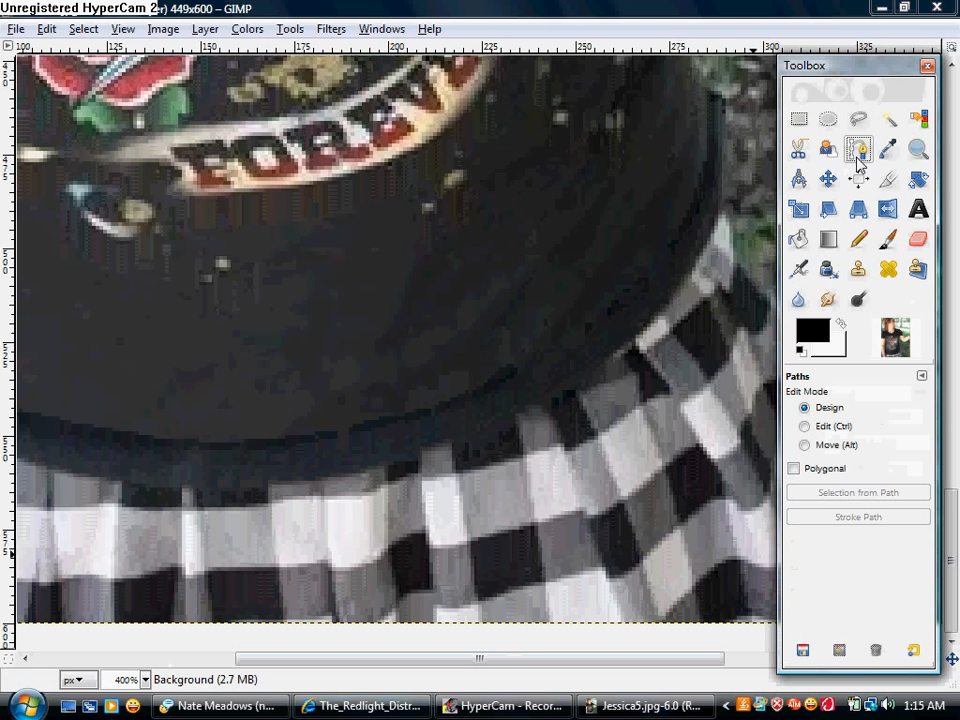 Unregistered HyperCam 2
449x600 – GIMP
File Edit Select View Image Layer Colors Tools Filters Windows Help
100 125 150 175 200 225 250 275 300 325
Toolbox
FOREV
Paths
Edit Mode
Design
Edit (Ctrl)
Move (Alt)
Polygonal
Selection from Path
Stroke Path
px 400% Background (2.7 MB)
Nate Meadows (n... The_Redlight_Distr... HyperCam - Recor... Jessica5.jpg-6.0 (R... 1:15 AM